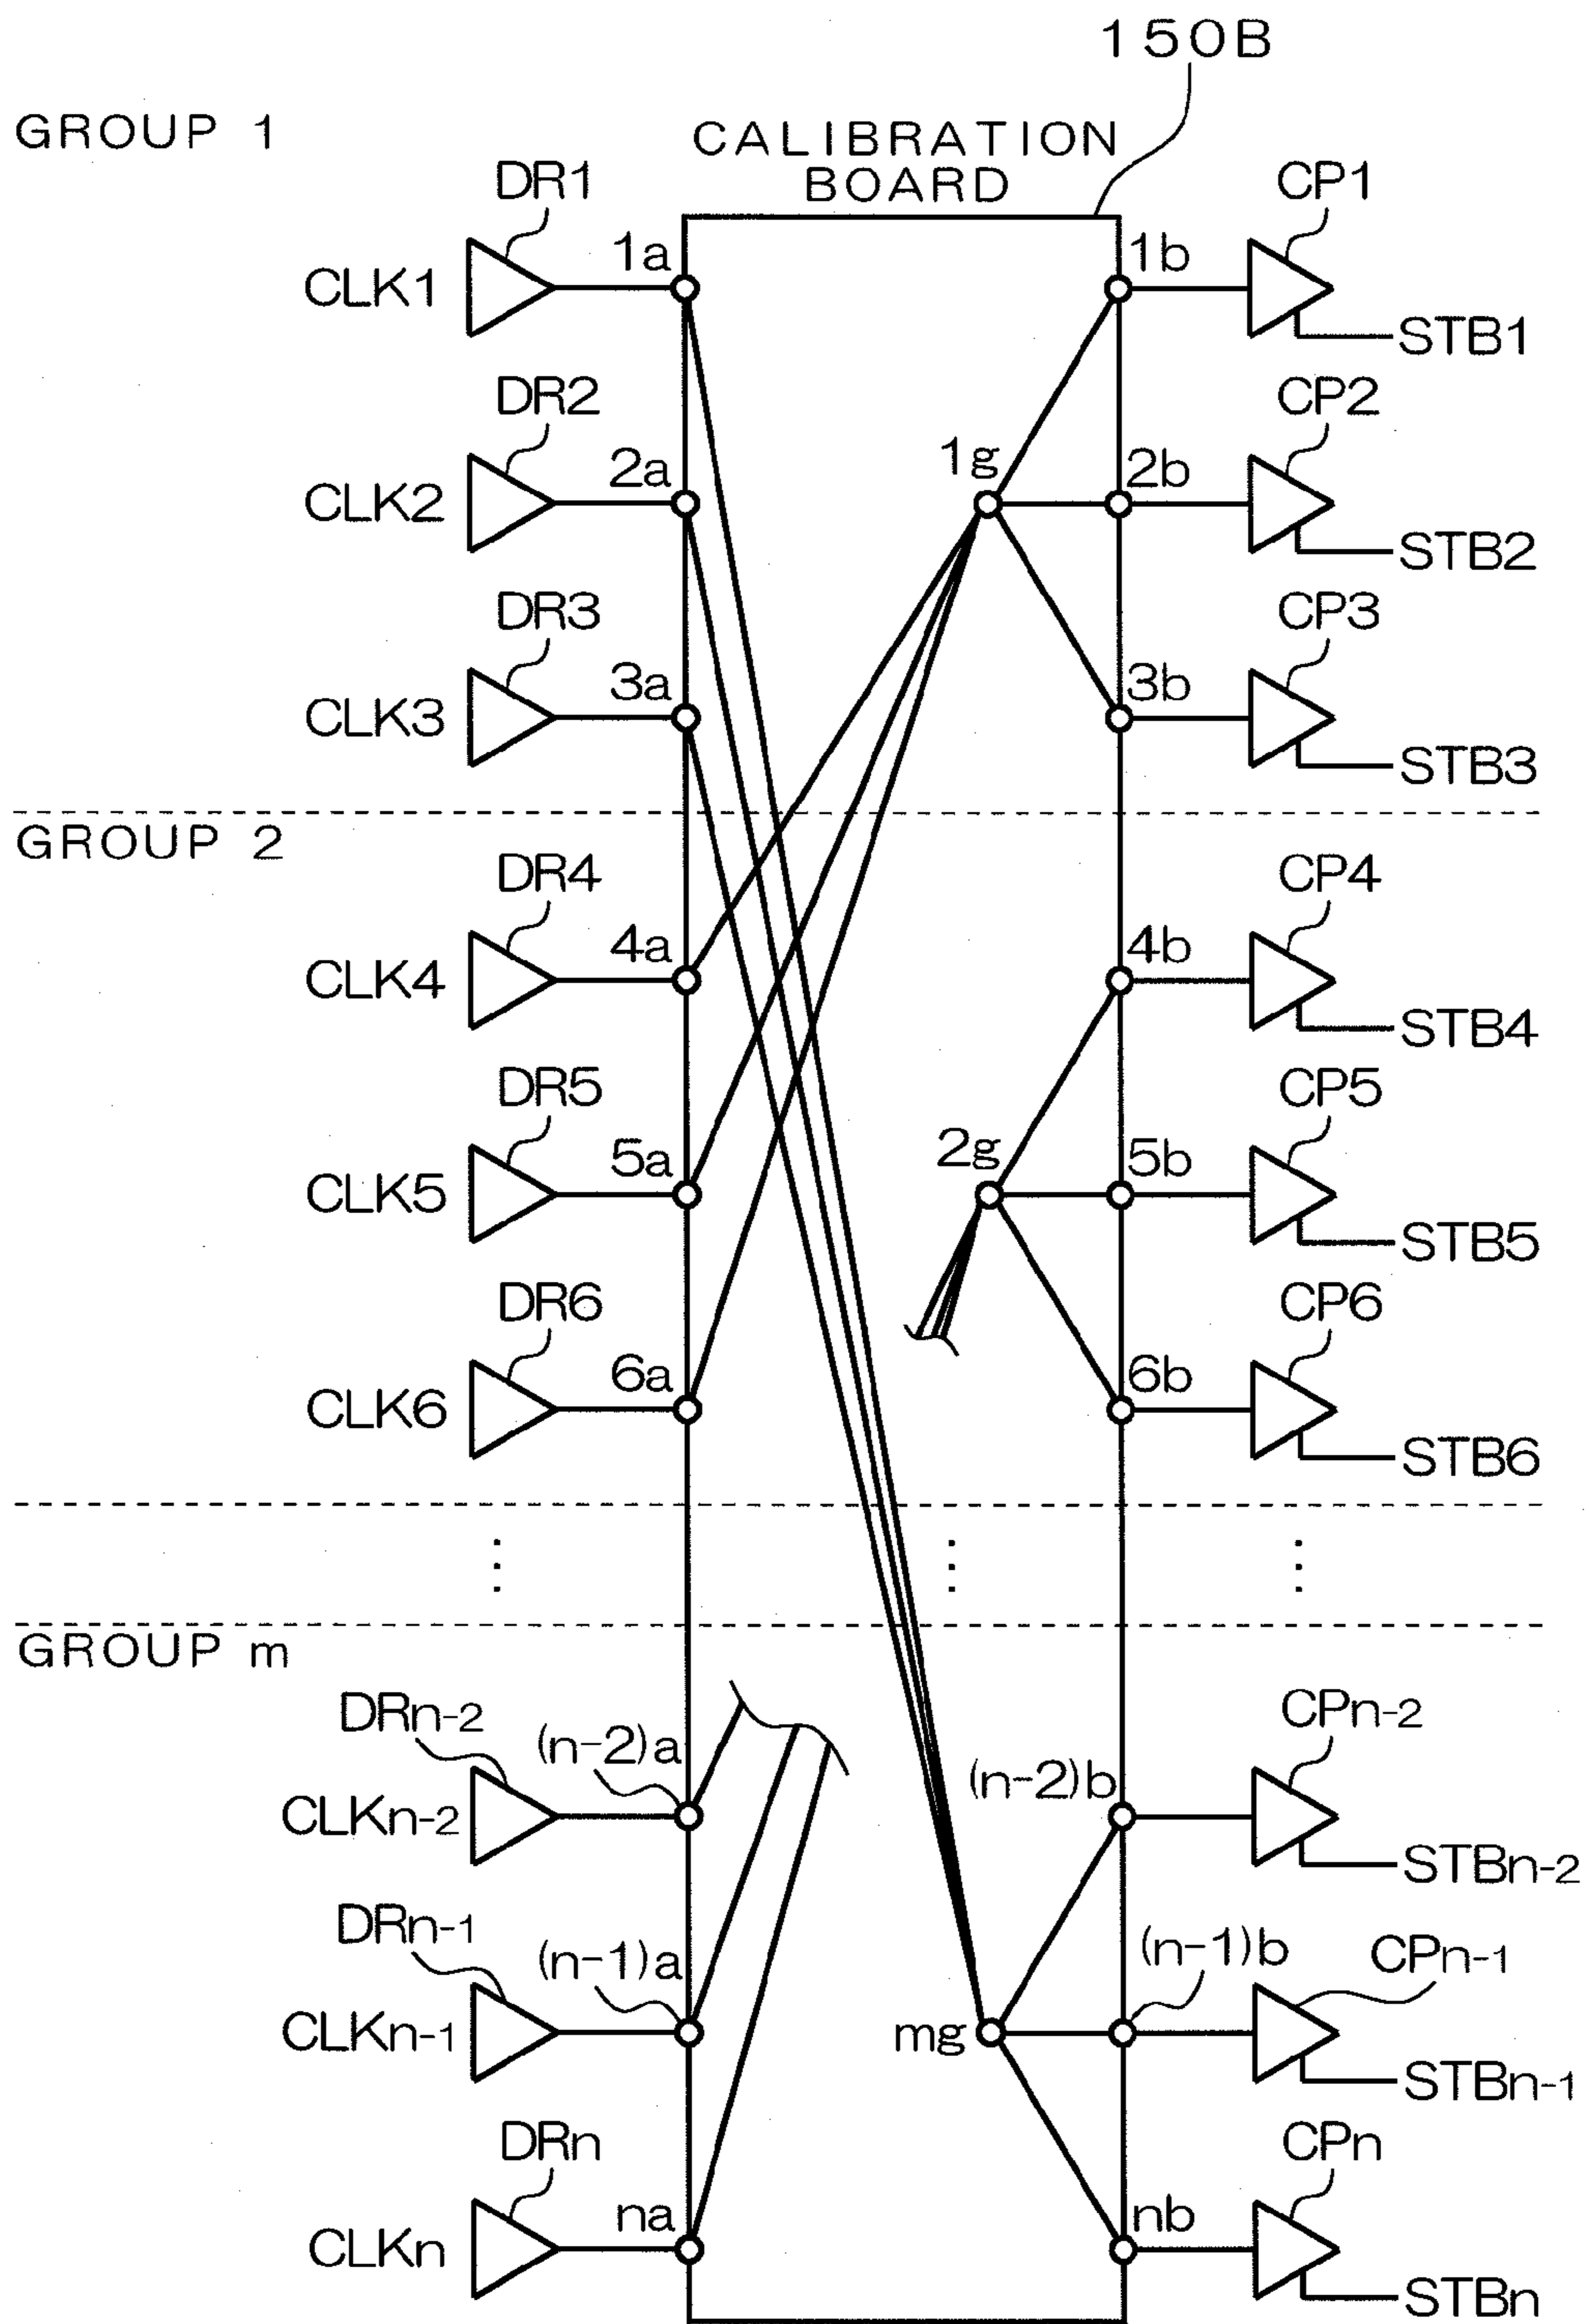 150B
GROUP 1
CALIBRATION
BOARD
DR1
CP1
1a
1b
CLK1
STB1
DR2
CP2
2a
1g
2b
CLK2
STB2
DR3
CP3
3a
3b
CLK3
STB3
GROUP 2
DR4
CP4
4a
4b
CLK4
STB4
DR5
CP5
5a
2g
5b
CLK5
STB5
DR6
CP6
6a
6b
CLK6
STB6
GROUP m
DRn-2
CPn-2
(n-2)a
(n-2)b
CLKn-2
STBn-2
DRn-1
CPn-1
(n-1)a
(n-1)b
CLKn-1
mg
STBn-1
DRn
CPn
na
nb
CLKn
STBn